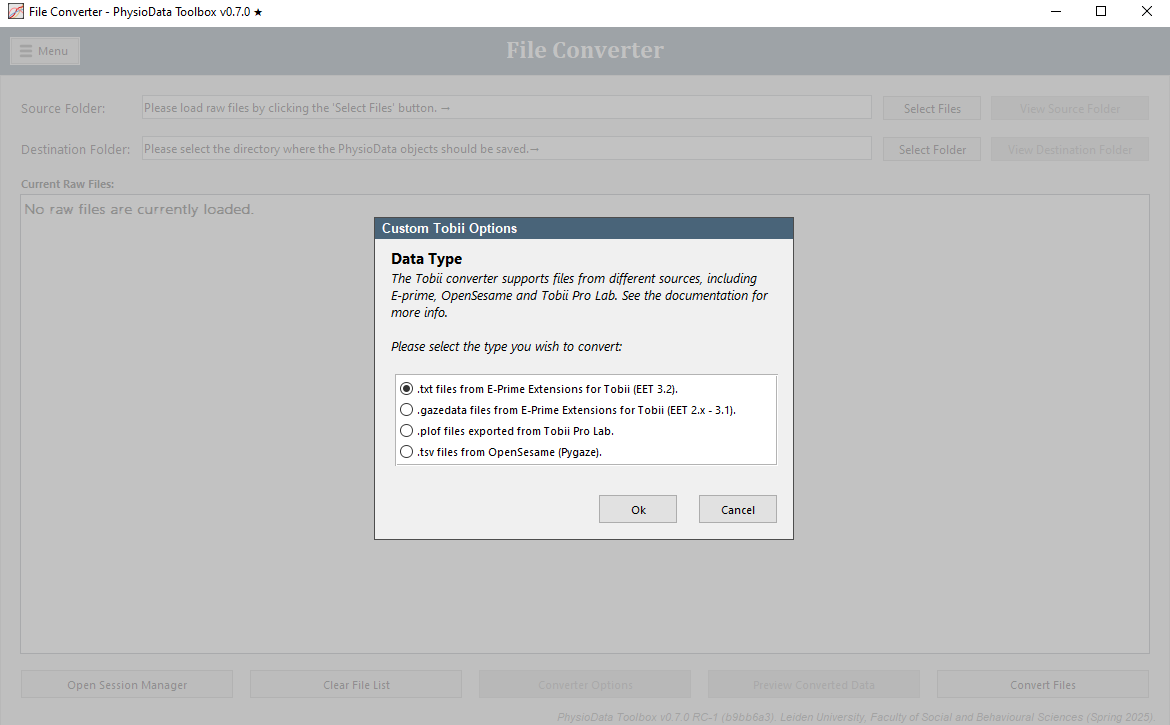 File Converter - PhysioData Toolbox v0.7.0 ★
Menu
File Converter
Source Folder:
Please load raw files by clicking the 'Select Files' button. →
Select Files
View Source Folder
Destination Folder:
Please select the directory where the PhysioData objects should be saved.→
Select Folder
View Destination Folder
Current Raw Files:
No raw files are currently loaded.
Custom Tobii Options
Data Type
The Tobii converter supports files from different sources, including
E-prime, OpenSesame and Tobii Pro Lab. See the documentation for
more info.
Please select the type you wish to convert:
.txt files from E-Prime Extensions for Tobii (EET 3.2).
.gazedata files from E-Prime Extensions for Tobii (EET 2.x - 3.1).
.plof files exported from Tobii Pro Lab.
.tsv files from OpenSesame (Pygaze).
Ok
Cancel
Open Session Manager
Clear File List
Converter Options
Preview Converted Data
Convert Files
PhysioData Toolbox v0.7.0 RC-1 (b9bb6a3). Leiden University, Faculty of Social and Behavioural Sciences (Spring 2025).